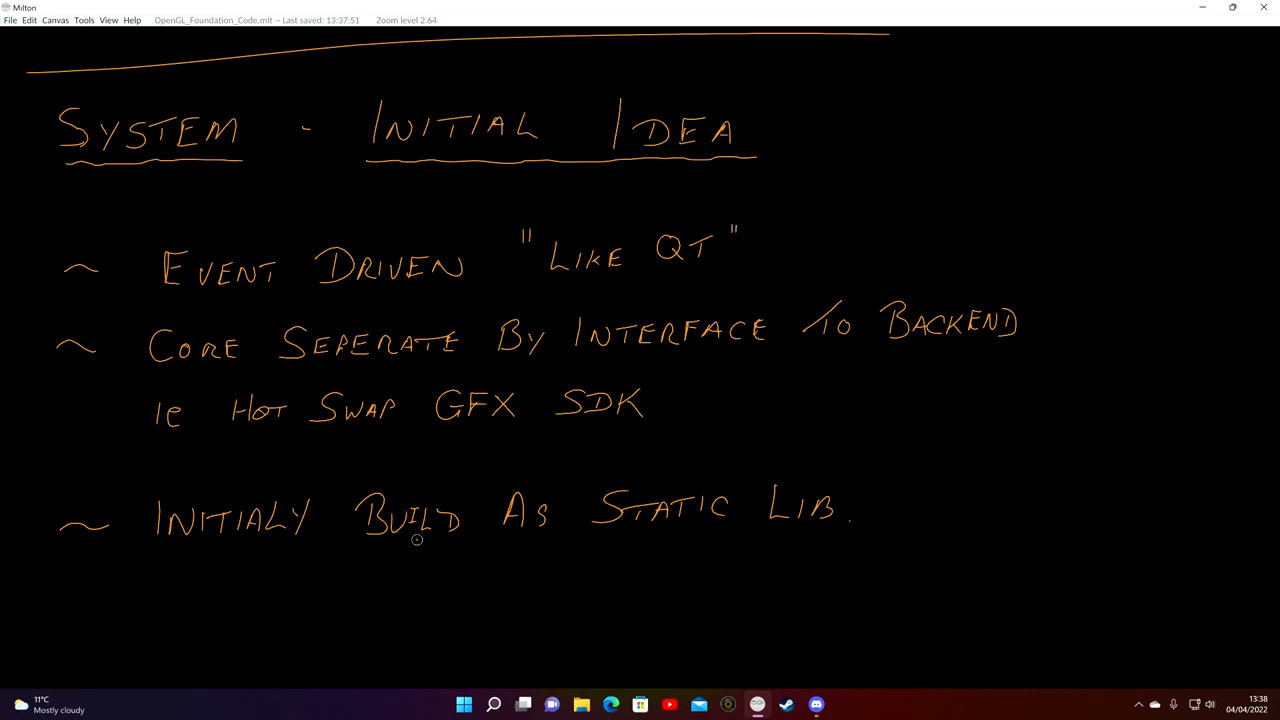 Milton
File Edit Canvas Tools View Help OpenGL_Foundation_Code.mlt -- Last saved: 13:37:51 Zoom level 2.64
SYSTEM - INITIAL IDEA
~ EVENT DRIVEN "LIKE QT"
~ CORE SEPERATE BY INTERFACE TO BACKEND
IE HOT SWAP GFX SDK
~ INITIALY BUILD AS STATIC LIB.
11°C
Mostly cloudy
13:38
04/04/2022